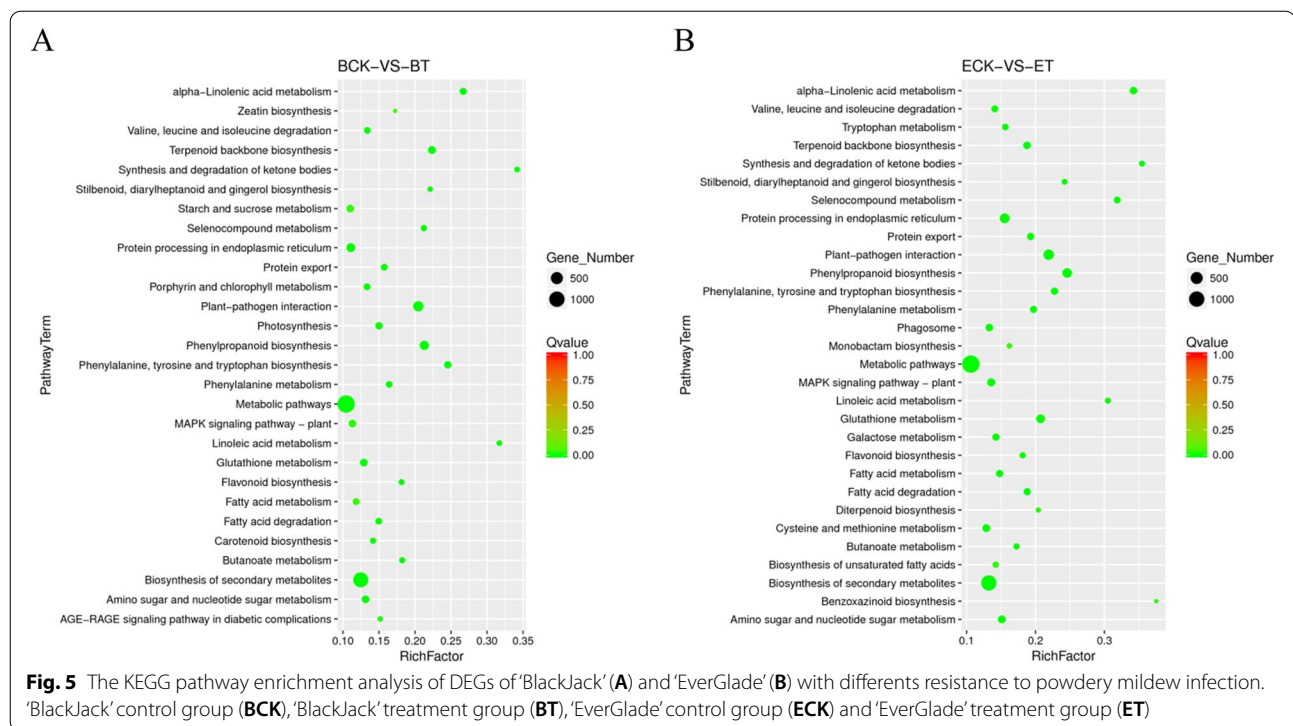 A
BCK-VS-BT
alpha-Linolenic acid metabolism
Zeatin biosynthesis
Valine, leucine and isoleucine degradation
Terpenoid backbone biosynthesis
Synthesis and degradation of ketone bodies
Stilbenoid, diarylheptanoid and gingerol biosynthesis
Starch and sucrose metabolism
Selenocompound metabolism
Protein processing in endoplasmic reticulum
Protein export
Porphyrin and chlorophyll metabolism
Plant-pathogen interaction
Photosynthesis
Phenylpropanoid biosynthesis
Phenylalanine, tyrosine and tryptophan biosynthesis
Phenylalanine metabolism
Metabolic pathways
MAPK signaling pathway - plant
Linoleic acid metabolism
Glutathione metabolism
Flavonoid biosynthesis
Fatty acid metabolism
Fatty acid degradation
Carotenoid biosynthesis
Butanoate metabolism
Biosynthesis of secondary metabolites
Amino sugar and nucleotide sugar metabolism
AGE-RAGE signaling pathway in diabetic complications
PathwayTerm
0.10 0.15 0.20 0.25 0.30 0.35
RichFactor
Gene_Number
500
1000
Qvalue
1.00
0.75
0.50
0.25
0.00
B
ECK-VS-ET
alpha-Linolenic acid metabolism
Valine, leucine and isoleucine degradation
Tryptophan metabolism
Terpenoid backbone biosynthesis
Synthesis and degradation of ketone bodies
Stilbenoid, diarylheptanoid and gingerol biosynthesis
Selenocompound metabolism
Protein processing in endoplasmic reticulum
Protein export
Plant-pathogen interaction
Phenylpropanoid biosynthesis
Phenylalanine, tyrosine and tryptophan biosynthesis
Phenylalanine metabolism
Phagosome
Monobactam biosynthesis
Metabolic pathways
MAPK signaling pathway - plant
Linoleic acid metabolism
Glutathione metabolism
Galactose metabolism
Flavonoid biosynthesis
Fatty acid metabolism
Fatty acid degradation
Diterpenoid biosynthesis
Cysteine and methionine metabolism
Butanoate metabolism
Biosynthesis of unsaturated fatty acids
Biosynthesis of secondary metabolites
Benzoxazinoid biosynthesis
Amino sugar and nucleotide sugar metabolism
PathwayTerm
0.1 0.2 0.3
RichFactor
Gene_Number
500
1000
Qvalue
1.00
0.75
0.50
0.25
0.00
Fig. 5 The KEGG pathway enrichment analysis of DEGs of 'BlackJack' (A) and 'EverGlade' (B) with differents resistance to powdery mildew infection.
'BlackJack' control group (BCK), 'BlackJack' treatment group (BT), 'EverGlade' control group (ECK) and 'EverGlade' treatment group (ET)